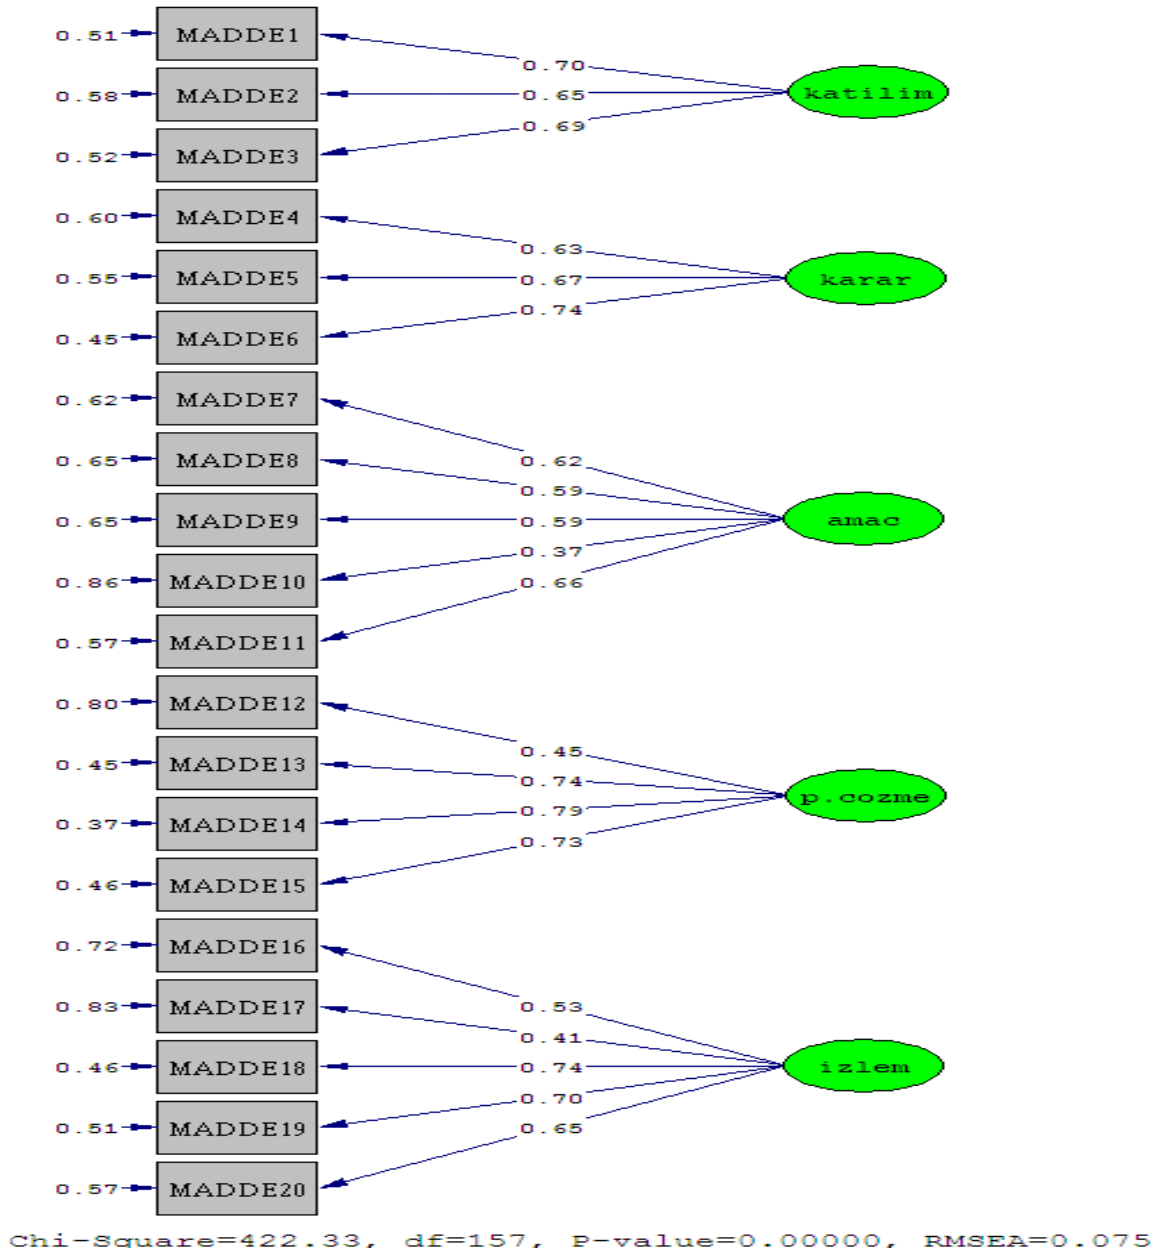 0.51 MADDE1
0.70
0.58 MADDE2 0.65 katilim
0.69
0.52 MADDE3
0.60 MADDE4
0.63
0.55 MADDE5 0.67 karar
0.74
0.45 MADDE6
0.62 MADDE7
0.65 MADDE8 0.62
0.59
0.65 MADDE9 0.59 amac
0.37
0.86 MADDE10 0.66
0.57 MADDE11
0.80 MADDE12
0.45
0.45 MADDE13 0.74
p.cozme
0.37 MADDE14 0.79
0.73
0.46 MADDE15
0.72 MADDE16
0.83 MADDE17 0.53
0.41
0.46 MADDE18 0.74 izlem
0.70
0.51 MADDE19 0.65
0.57 MADDE20
Chi-Square=422.33, df=157, P-value=0.00000, RMSEA=0.075